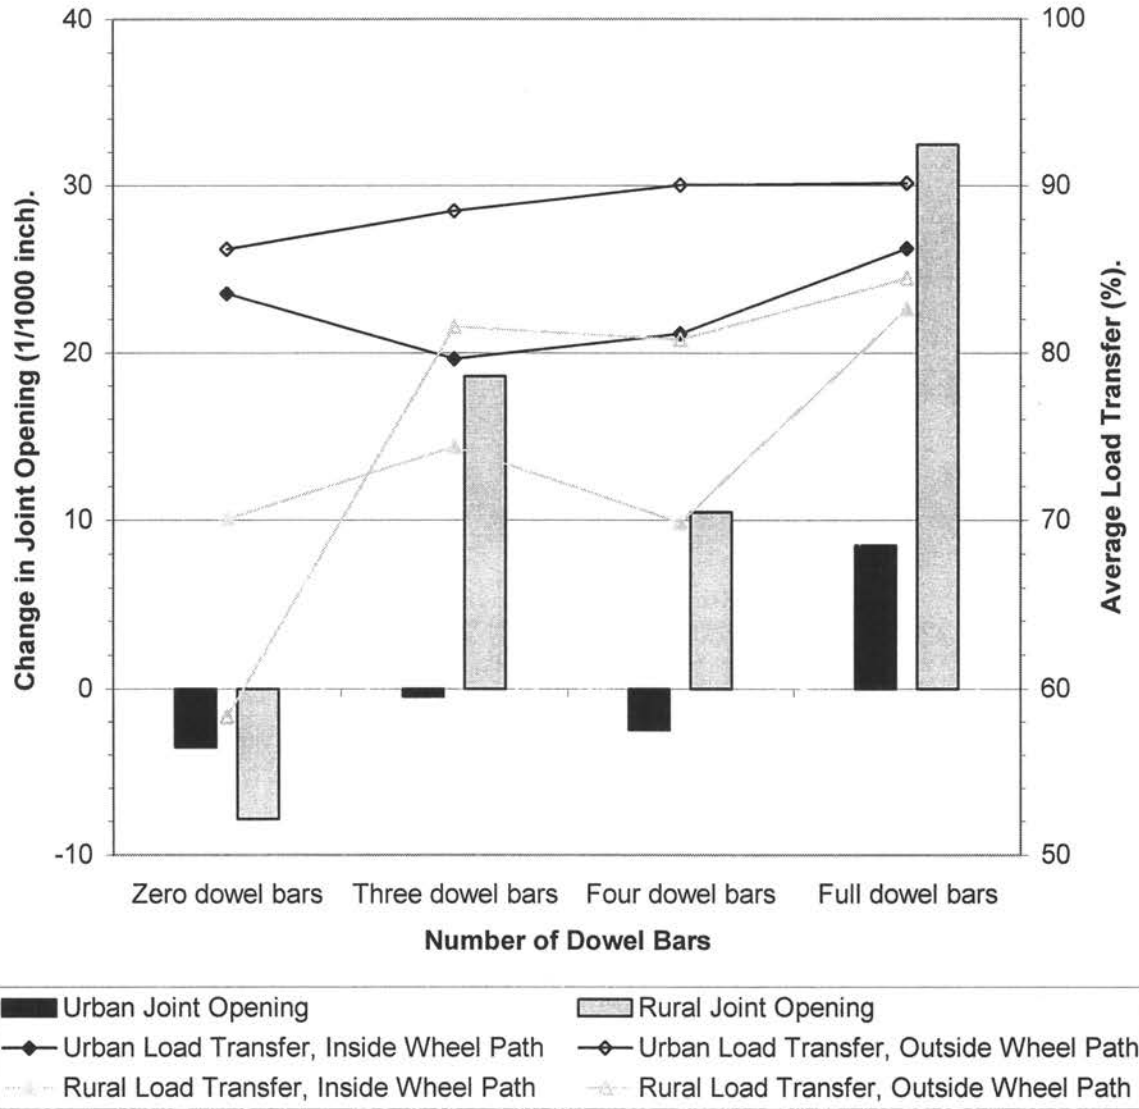 40
30
20
10
0
-10
Change in Joint Opening (1/1000 inch).
100
90
80
70
60
50
Average Load Transfer (%).
Zero dowel bars Three dowel bars Four dowel bars Full dowel bars
Number of Dowel Bars
Urban Joint Opening Rural Joint Opening
Urban Load Transfer, Inside Wheel Path Urban Load Transfer, Outside Wheel Path
Rural Load Transfer, Inside Wheel Path Rural Load Transfer, Outside Wheel Path